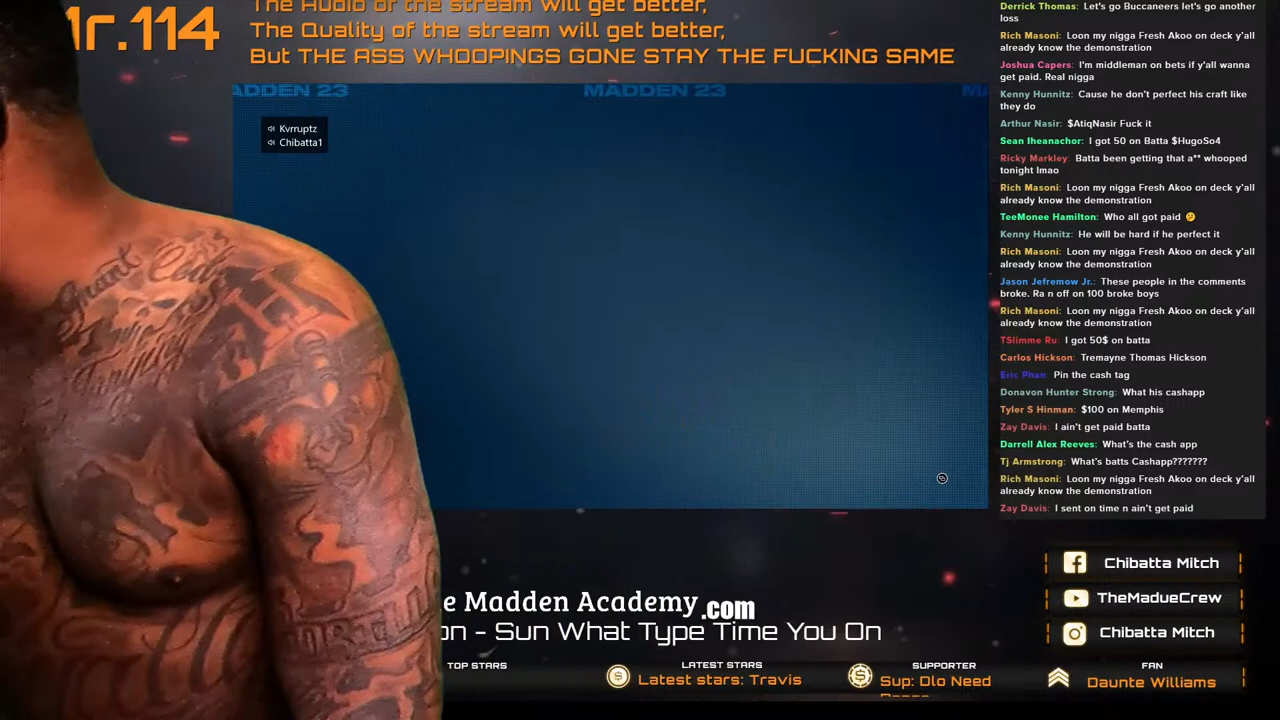 Mr.114
The Audio of the stream will get better,
The Quality of the stream will get better,
But THE ASS WHOOPINGS GONE STAY THE FUCKING SAME
ADDEN 23
MADDEN 23
MA
Kvrruptz
Chibatta1
Derrick Thomas: Let's go Buccaneers let's go another
loss
Rich Masoni: Loon my nigga Fresh Akoo on deck y'all
already know the demonstration
Joshua Capers: I'm middleman on bets if y'all wanna
get paid. Real nigga
Kenny Hunnitz: Cause he don't perfect his craft like
they do
Arthur Nasir: $AtiqNasir Fuck it
Sean Iheanachor: I got 50 on Batta $HugoSo4
Ricky Markley: Batta been getting that a** whooped
tonight lmao
Rich Masoni: Loon my nigga Fresh Akoo on deck y'all
already know the demonstration
TeeMonee Hamilton: Who all got paid 🫤
Kenny Hunnitz: He will be hard if he perfect it
Rich Masoni: Loon my nigga Fresh Akoo on deck y'all
already know the demonstration
Jason Jefremow Jr.: These people in the comments
broke. Ra n off on 100 broke boys
Rich Masoni: Loon my nigga Fresh Akoo on deck y'all
already know the demonstration
TSlimme Ru: I got 50$ on batta
Carlos Hickson: Tremayne Thomas Hickson
Eric Phan: Pin the cash tag
Donavon Hunter Strong: What his cashapp
Tyler S Hinman: $100 on Memphis
Zay Davis: I ain't get paid batta
Darrell Alex Reeves: What's the cash app
Tj Armstrong: What's batts Cashapp???????
Rich Masoni: Loon my nigga Fresh Akoo on deck y'all
already know the demonstration
Zay Davis: I sent on time n ain't get paid
Chibatta Mitch
TheMadueCrew
Chibatta Mitch
e Madden Academy.com
on - Sun What Type Time You On
TOP STARS
LATEST STARS
Latest stars: Travis
SUPPORTER
Sup: Dlo Need
FAN
Daunte Williams